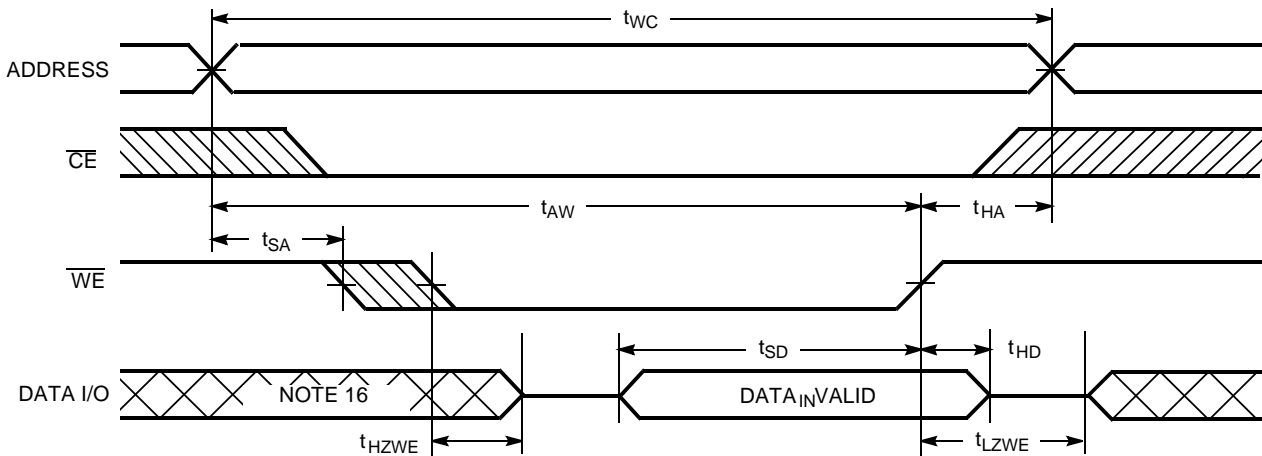 tWC
ADDRESS
CE
tAW
tHA
tSA
WE
tSD
tHD
DATA I/O
NOTE 16
DATAINVALID
tHZWE
tLZWE